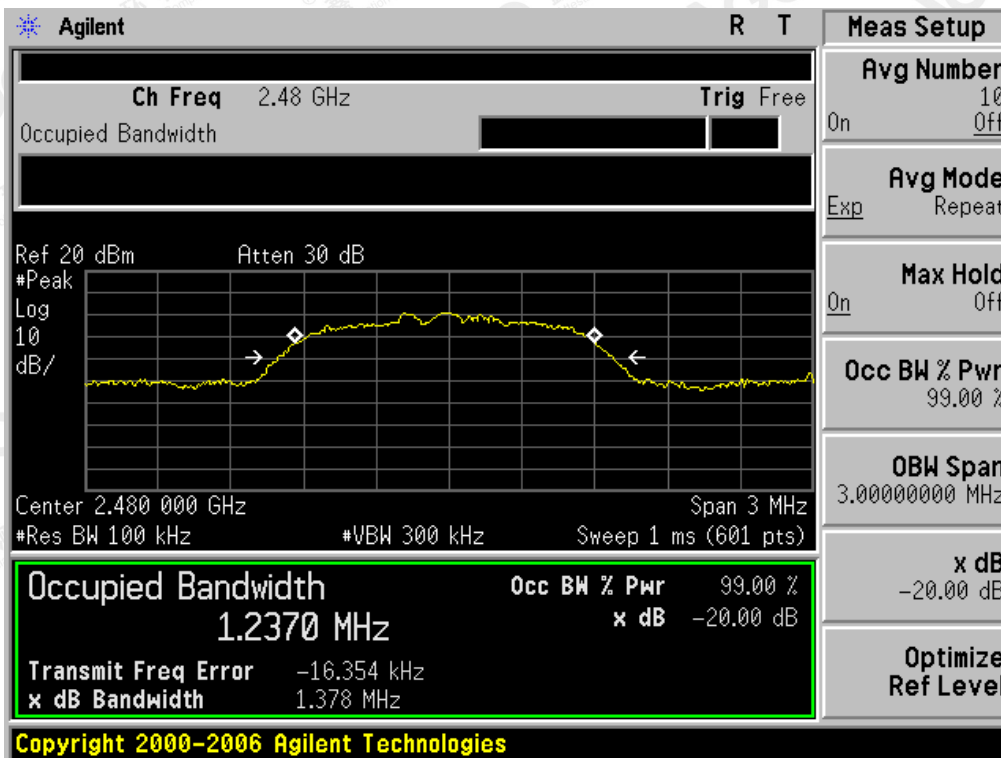 Agilent R T
Ch Freq 2.48 GHz Trig Free
Occupied Bandwidth
Ref 20 dBm Atten 30 dB
#Peak
Log
10
dB/
Center 2.480 000 GHz Span 3 MHz
#Res BW 100 kHz #VBW 300 kHz Sweep 1 ms (601 pts)
Occupied Bandwidth Occ BW % Pwr 99.00 %
1.2370 MHz x dB -20.00 dB
Transmit Freq Error -16.354 kHz
x dB Bandwidth 1.378 MHz
Copyright 2000-2006 Agilent Technologies
Meas Setup
Avg Number
10
On Off
Avg Mode
Exp Repeat
Max Hold
On Off
Occ BW % Pwr
99.00 %
OBW Span
3.00000000 MHz
x dB
-20.00 dB
Optimize
Ref Level